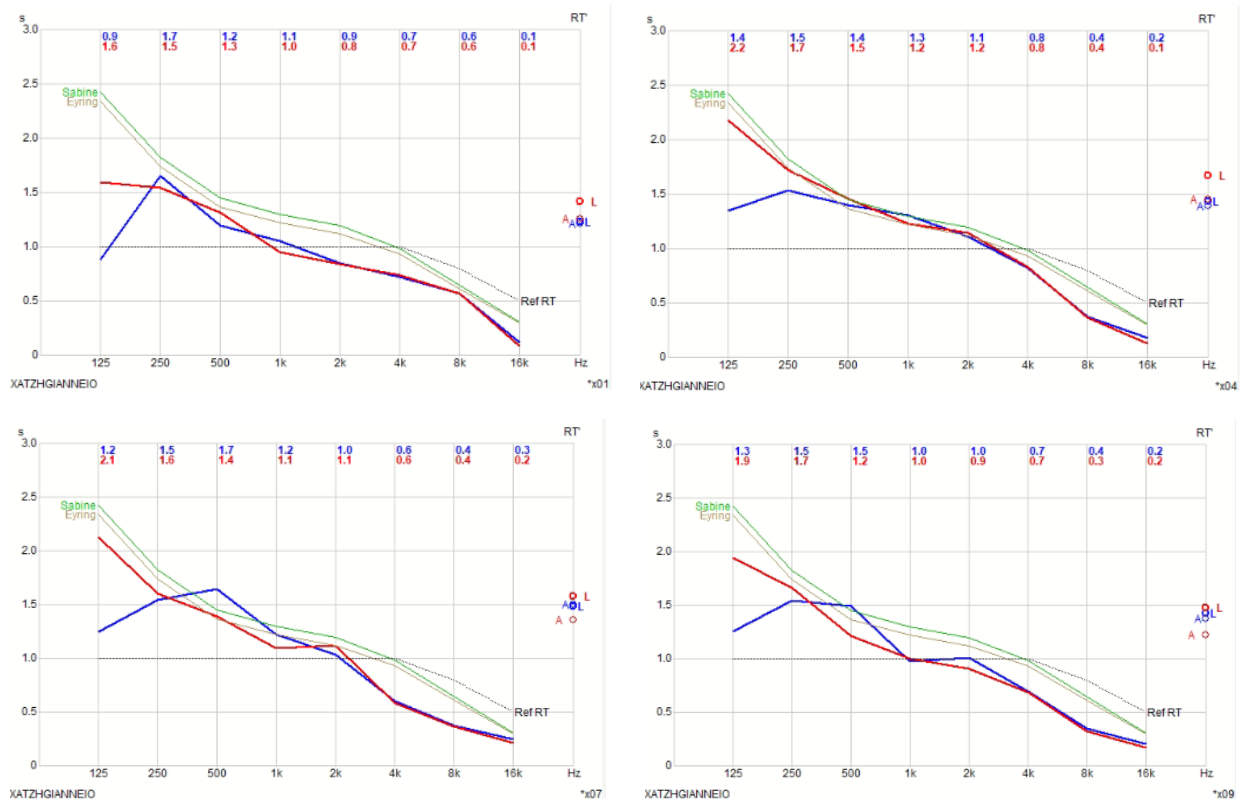 s RT'
3.0 0.9 1.7 1.2 1.1 0.9 0.7 0.6 0.1
1.6 1.5 1.3 1.0 0.8 0.7 0.6 0.1
Sabine
2.5
Eyring
2.0
1.5
L
A
A L
1.0
0.5 Ref RT
0
125 250 500 1k 2k 4k 8k 16k Hz
XATZHGIANNEIO *x01
s RT'
3.0 1.4 1.5 1.4 1.3 1.1 0.8 0.4 0.2
2.2 1.7 1.5 1.2 1.2 0.8 0.4 0.1
2.5
Sabine
Eyring
2.0
L
1.5
A
A L
1.0
0.5 Ref RT
0
125 250 500 1k 2k 4k 8k 16k Hz
XATZHGIANNEIO *x04
s RT'
3.0 1.2 1.5 1.7 1.2 1.0 0.6 0.4 0.3
2.1 1.6 1.4 1.1 1.1 0.6 0.4 0.2
2.5
Sabine
Eyring
2.0
L
1.5 A L
A
1.0
0.5 Ref RT
0
125 250 500 1k 2k 4k 8k 16k Hz
XATZHGIANNEIO *x07
s RT'
3.0 1.3 1.5 1.5 1.0 1.0 0.7 0.4 0.2
1.9 1.7 1.2 1.0 0.9 0.7 0.3 0.2
2.5
Sabine
Eyring
2.0
1.5 L
L
A
A
1.0
0.5 Ref RT
0
125 250 500 1k 2k 4k 8k 16k Hz
XATZHGIANNEIO *x09